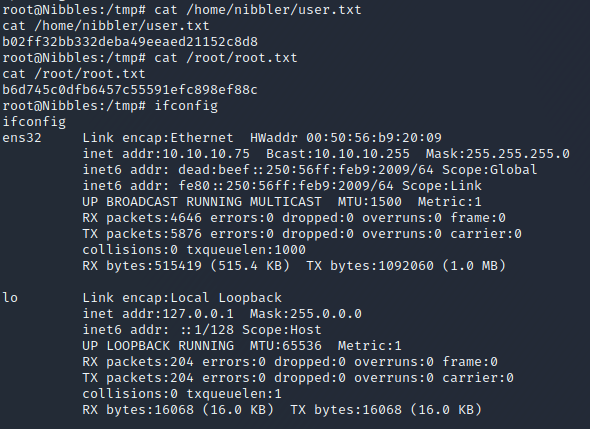 root@Nibbles:/tmp# cat /home/nibbler/user.txt
cat /home/nibbler/user.txt
b02ff32bb332deba49eeaed21152c8d8
root@Nibbles:/tmp# cat /root/root.txt
cat /root/root.txt
b6d745c0dfb6457c55591efc898ef88c
root@Nibbles:/tmp# ifconfig
ifconfig
ens32     Link encap:Ethernet  HWaddr 00:50:56:b9:20:09
          inet addr:10.10.10.75  Bcast:10.10.10.255  Mask:255.255.255.0
          inet6 addr: dead:beef::250:56ff:feb9:2009/64 Scope:Global
          inet6 addr: fe80::250:56ff:feb9:2009/64 Scope:Link
          UP BROADCAST RUNNING MULTICAST  MTU:1500  Metric:1
          RX packets:4646 errors:0 dropped:0 overruns:0 frame:0
          TX packets:5876 errors:0 dropped:0 overruns:0 carrier:0
          collisions:0 txqueuelen:1000
          RX bytes:515419 (515.4 KB)  TX bytes:1092060 (1.0 MB)

lo        Link encap:Local Loopback
          inet addr:127.0.0.1  Mask:255.0.0.0
          inet6 addr: ::1/128 Scope:Host
          UP LOOPBACK RUNNING  MTU:65536  Metric:1
          RX packets:204 errors:0 dropped:0 overruns:0 frame:0
          TX packets:204 errors:0 dropped:0 overruns:0 carrier:0
          collisions:0 txqueuelen:1
          RX bytes:16068 (16.0 KB)  TX bytes:16068 (16.0 KB)